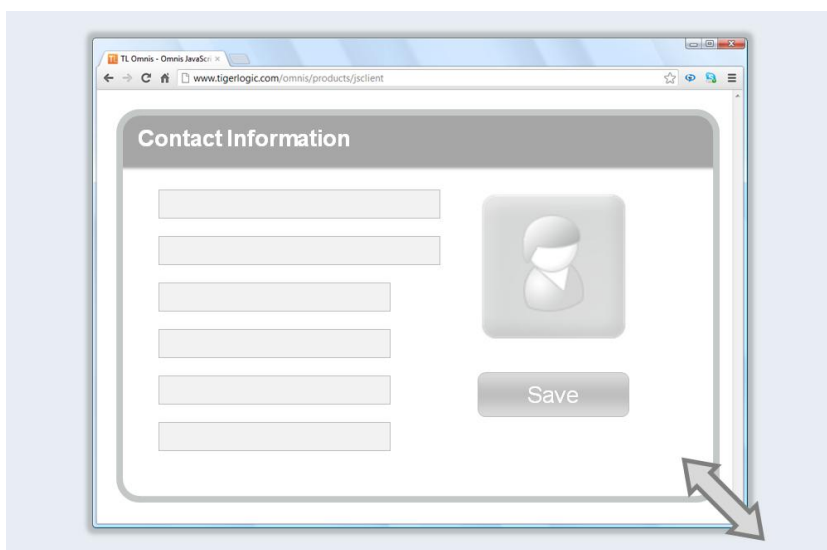 TL Omnis - Omnis JavaScri
www.tigerlogic.com/omnis/products/jsclient
Contact Information
Save